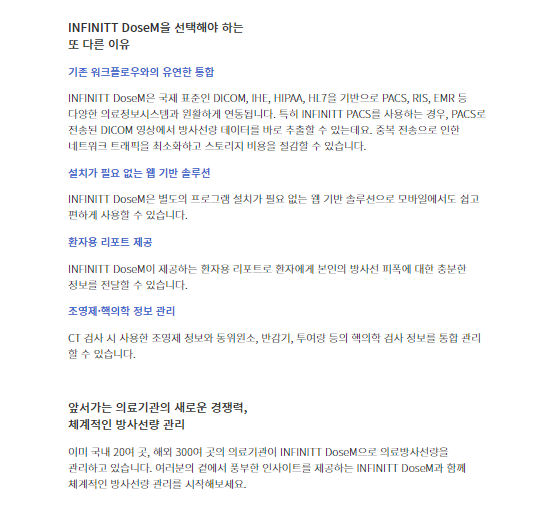 INFINITT DoseM을 선택해야 하는
또 다른 이유
기존 워크플로우와의 유연한 통합
INFINITT DoseM은 국제 표준인 DICOM, IHE, HIPAA, HL7을 기반으로 PACS, RIS, EMR 등
다양한 의료정보시스템과 원활하게 연동됩니다. 특히 INFINITT PACS를 사용하는 경우, PACS로
전송된 DICOM 영상에서 방사선량 데이터를 바로 추출할 수 있는데요. 중복 전송으로 인한
네트워크 트래픽을 최소화하고 스토리지 비용을 절감할 수 있습니다.
설치가 필요 없는 웹 기반 솔루션
INFINITT DoseM은 별도의 프로그램 설치가 필요 없는 웹 기반 솔루션으로 모바일에서도 쉽고
편하게 사용할 수 있습니다.
환자용 리포트 제공
INFINITT DoseM이 제공하는 환자용 리포트로 환자에게 본인의 방사선 피폭에 대한 충분한
정보를 전달할 수 있습니다.
조영제·핵의학 정보 관리
CT 검사 시 사용한 조영제 정보와 동위원소, 반감기, 투여량 등의 핵의학 검사 정보를 통합 관리
할 수 있습니다.
앞서가는 의료기관의 새로운 경쟁력,
체계적인 방사선량 관리
이미 국내 20여 곳, 해외 300여 곳의 의료기관이 INFINITT DoseM으로 의료방사선량을
관리하고 있습니다. 여러분의 곁에서 풍부한 인사이트를 제공하는 INFINITT DoseM과 함께
체계적인 방사선량 관리를 시작해보세요.